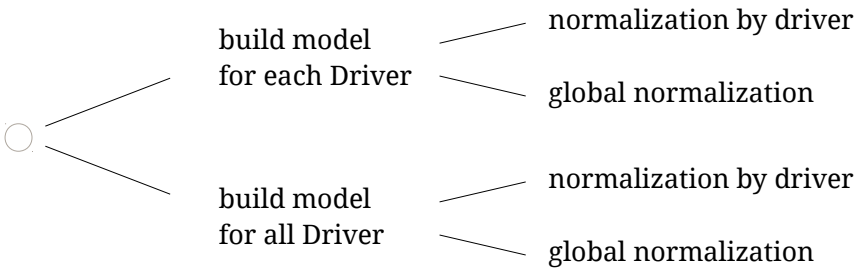 normalization by driver
build model
for each Driver
global normalization
normalization by driver
build model
for all Driver
global normalization